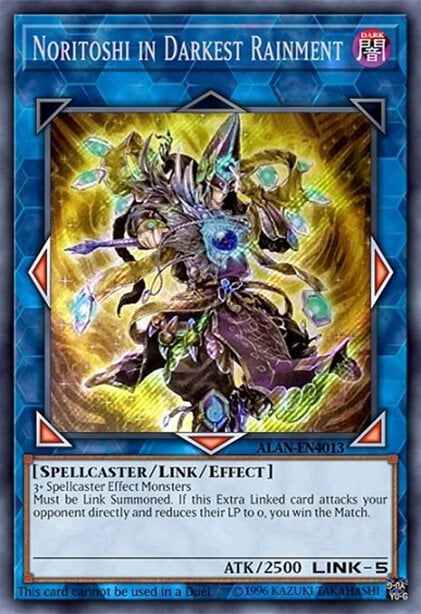 NORITOSHI IN DARKEST RAINMENT
DARK
闇
ALAN-EN4013
[SPELLCASTER/LINK/EFFECT]
3+ Spellcaster Effect Monsters
Must be Link Summoned. If this Extra Linked card attacks your
opponent directly and reduces their LP to 0, you win the Match.
ATK/2500 LINK-5
This card cannot be used in a Duel. ©1996 KAZUKI TAKAHASHI